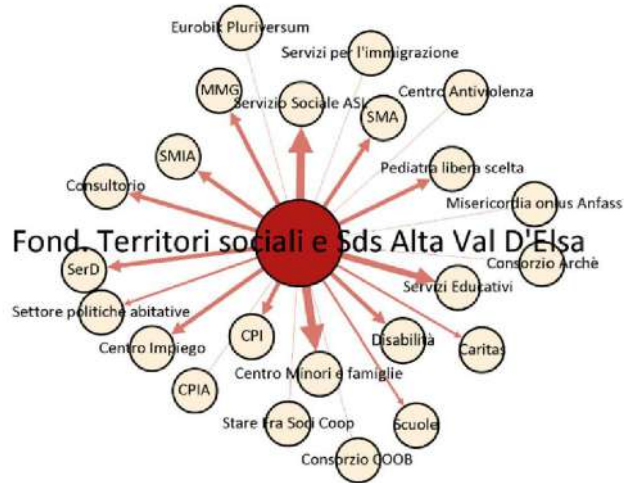 Eurobik Pluriversum
Servizi per l'immigrazione
MMG
Servizio Sociale ASL
Centro Antiviolenza
SMA
SMIA
Pediatra libera scelta
Consultorio
Misericordia onlus Anfass
Fond. Territori sociali e Sds Alta Val D'Elsa
Consorzio Archè
SerD
Servizi Educativi
Settore politiche abitative
CPI
Disabilità
Caritas
Centro Impiego
Centro Minori e famiglie
CPIA
Stare Fra Soci Coop
Scuole
Consorzio COOB